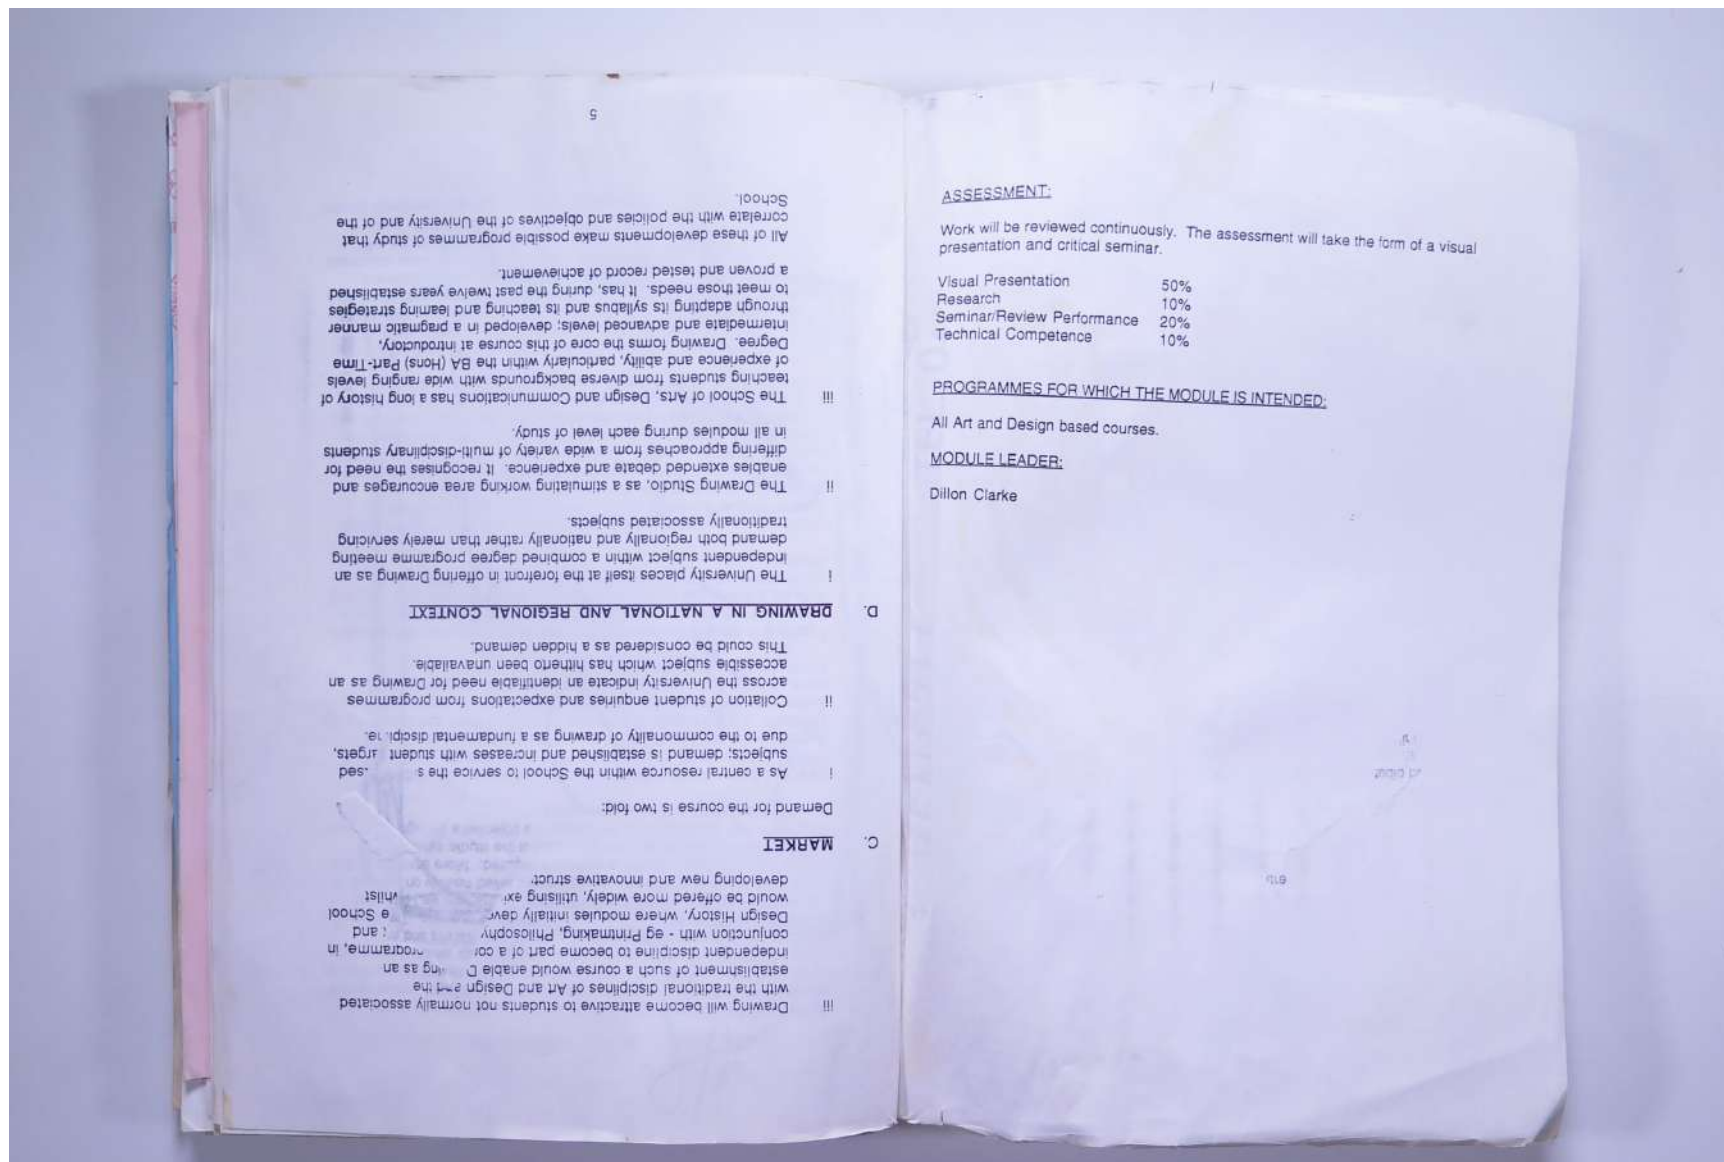 iii Drawing will become attractive to students not normally associated
with the traditional disciplines of Art and Design and the
establishment of such a course would enable Drawing as an
independent discipline to become part of a programme, in
conjunction with - eg Printmaking, Philosophy and
Design History, where modules initially School
would be offered more widely, utilising whilst
developing new and innovative
C. MARKET
Demand for the course is two fold:
i As a central resource within the School to service the
subjects; demand is established and increases with student targets,
due to the commonality of drawing as a fundamental discipline.
ii Collation of student enquiries and expectations from programmes
across the University indicate an identifiable need for Drawing as an
accessible subject which has hitherto been unavailable.
This could be considered as a hidden demand.
D. DRAWING IN A NATIONAL AND REGIONAL CONTEXT
i The University places itself at the forefront in offering Drawing as an
independent subject within a combined degree programme meeting
demand both regionally and nationally rather than merely servicing
traditionally associated subjects.
ii The Drawing Studio, as a stimulating working area encourages and
enables extended debate and experience. It recognises the need for
differing approaches from a wide variety of multi-disciplinary students
in all modules during each level of study.
iii The School of Arts, Design and Communications has a long history of
teaching students from diverse backgrounds with wide ranging levels
of experience and ability, particularly within the BA (Hons) Part-Time
Degree. Drawing forms the core of this course at introductory,
intermediate and advanced levels; developed in a pragmatic manner
through adapting its syllabus and its teaching and learning strategies
to meet those needs. It has, during the past twelve years established
a proven and tested record of achievement.
All of these developments make possible programmes of study that
correlate with the policies and objectives of the University and of the
School.
5
ASSESSMENT:
Work will be reviewed continuously. The assessment will take the form of a visual
presentation and critical seminar.
Visual Presentation 50%
Research 10%
Seminar/Review Performance 20%
Technical Competence 10%
PROGRAMMES FOR WHICH THE MODULE IS INTENDED:
All Art and Design based courses.
MODULE LEADER:
Dillon Clarke